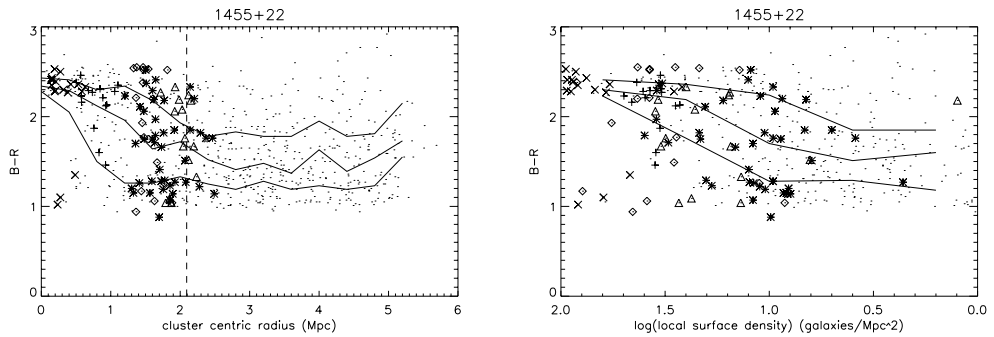 1455+22
3
2
1
0
B-R
0 1 2 3 4 5 6
cluster centric radius (Mpc)
1455+22
3
2
1
0
B-R
2.0 1.5 1.0 0.5 0.0
log(local surface density) (galaxies/Mpc^2)